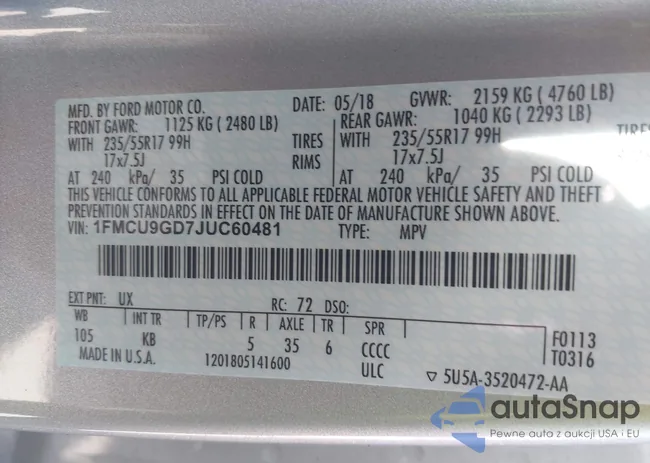 MFD. BY FORD MOTOR CO. DATE: 05/18 GVWR: 2159 KG ( 4760 LB)
FRONT GAWR: 1125 KG ( 2480 LB) REAR GAWR: 1040 KG ( 2293 LB)
WITH 235/55R17 99H TIRES WITH 235/55R17 99H TIRES
17x7.5J RIMS 17x7.5J
AT 240 kPa/ 35 PSI COLD AT 240 kPa/ 35 PSI COLD
THIS VEHICLE CONFORMS TO ALL APPLICABLE FEDERAL MOTOR VEHICLE SAFETY AND THEFT
PREVENTION STANDARDS IN EFFECT ON THE DATE OF MANUFACTURE SHOWN ABOVE.
VIN: 1FMCU9GD7JUC60481 TYPE: MPV
EXT PNT: UX RC: 72 DSO:
WB INT TR TP/PS R AXLE TR SPR
105 KB 5 35 6 CCCC F0113
MADE IN U.S.A. 1201805141600 ULC T0316
▽ 5U5A-3520472-AA
autaSnap
Pewne auta z aukcji USA i EU